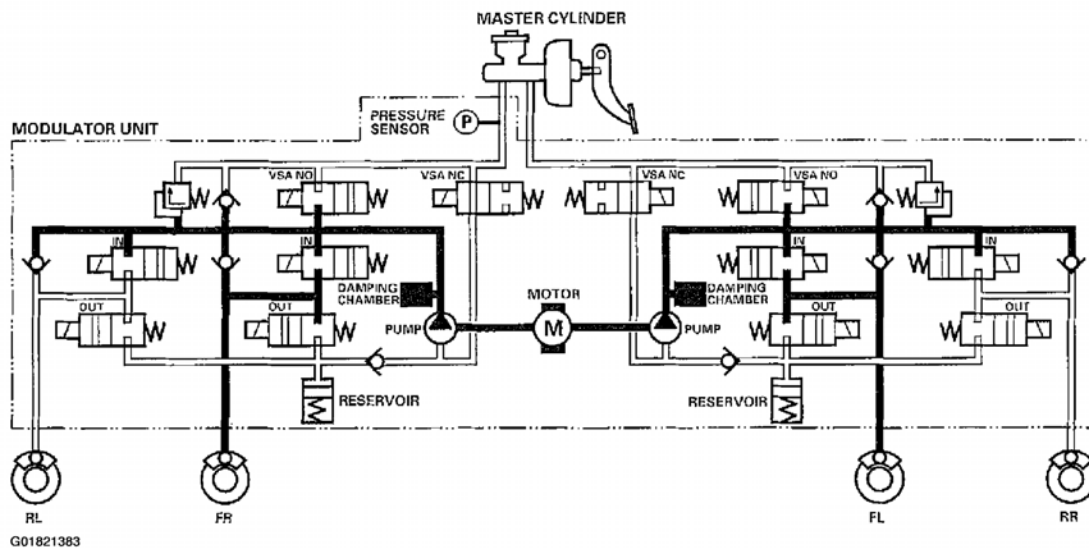 MASTER CYLINDER
PRESSURE
SENSOR
P
MODULATOR UNIT
VSA NO
VSA NC
VSA NC
VSA NO
IN
IN
IN
IN
DAMPING
CHAMBER
MOTOR
DAMPING
CHAMBER
OUT
OUT
PUMP
M
PUMP
OUT
OUT
RESERVOIR
RESERVOIR
RL
FR
FL
RR
G01821383